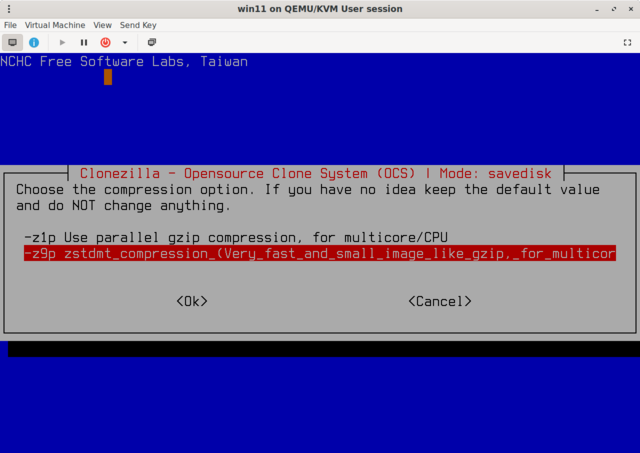 win11 on QEMU/KVM User session
File Virtual Machine View Send Key
NCHC Free Software Labs, Taiwan
Clonezilla - Opensource Clone System (OCS) | Mode: savedisk
Choose the compression option. If you have no idea keep the default value
and do NOT change anything.
-z1p Use parallel gzip compression, for multicore/CPU
-z9p zstdmt_compression_(Very_fast_and_small_image_like_gzip,_for_multicor
<Ok> <Cancel>